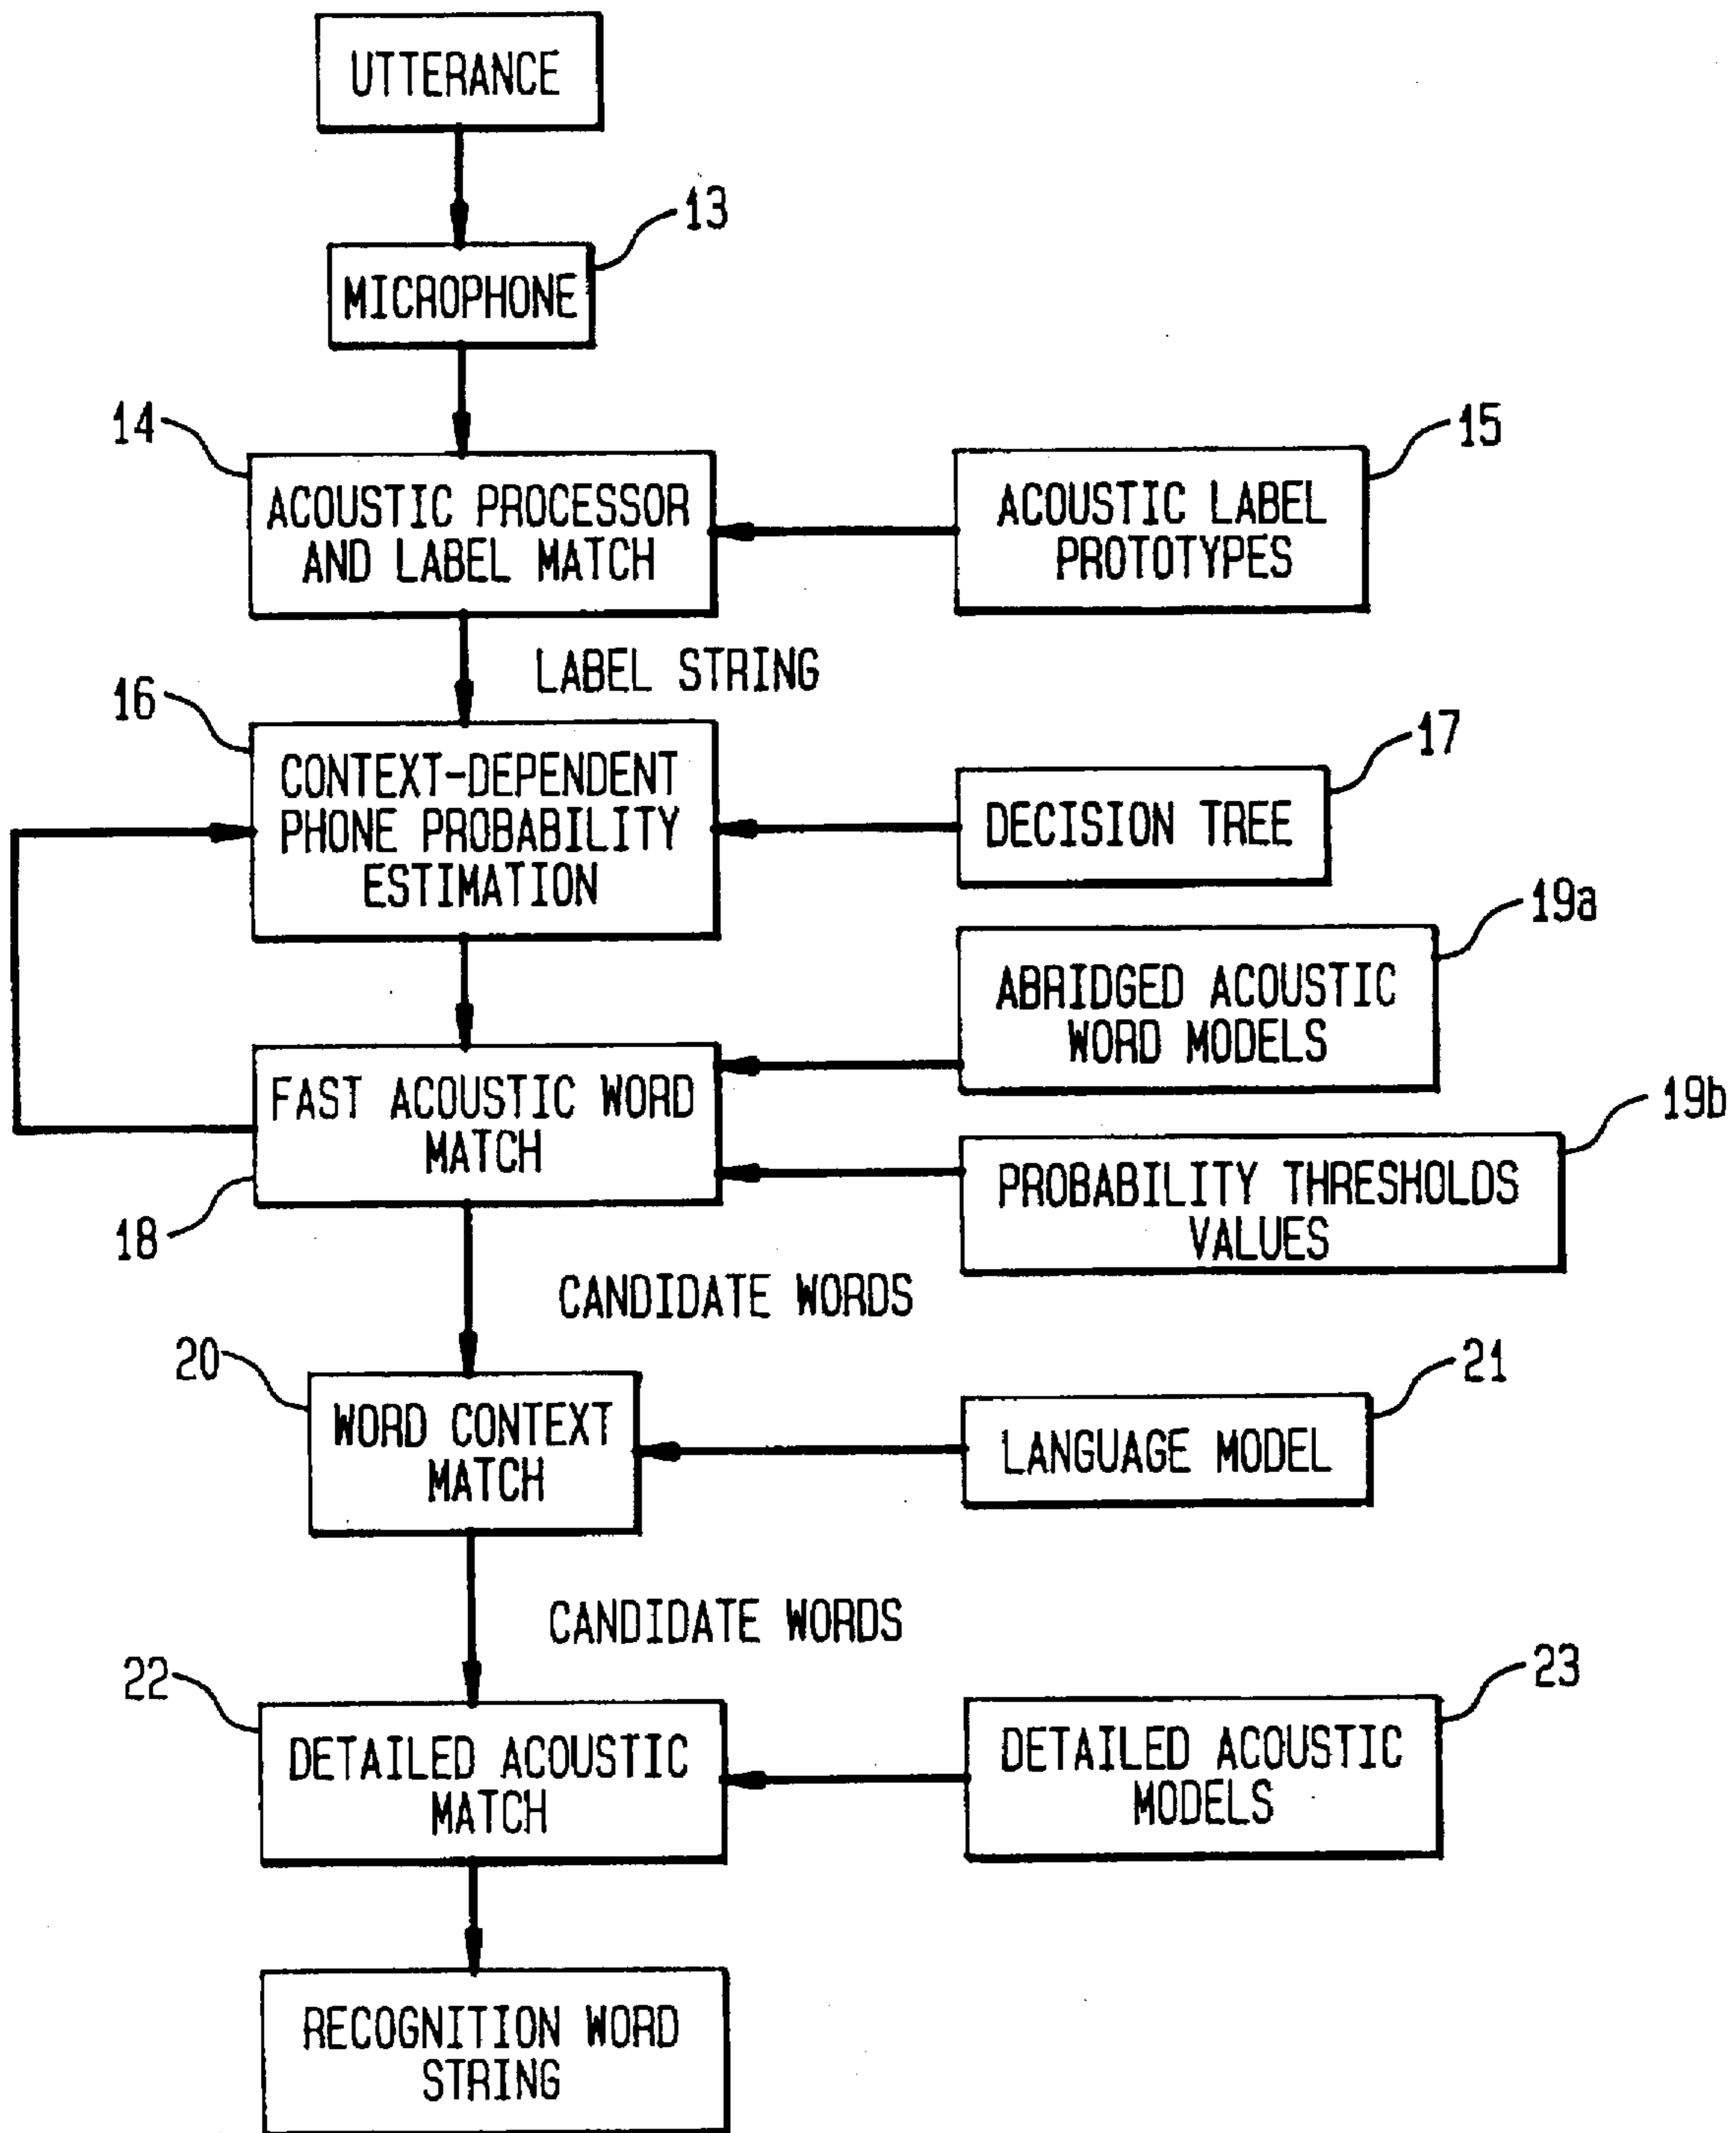 UTTERANCE
13
MICROPHONE
14
ACOUSTIC PROCESSOR
AND LABEL MATCH
15
ACOUSTIC LABEL
PROTOTYPES
LABEL STRING
16
CONTEXT-DEPENDENT
PHONE PROBABILITY
ESTIMATION
17
DECISION TREE
19a
ABRIDGED ACOUSTIC
WORD MODELS
FAST ACOUSTIC WORD
MATCH
18
19b
PROBABILITY THRESHOLDS
VALUES
CANDIDATE WORDS
20
WORD CONTEXT
MATCH
21
LANGUAGE MODEL
CANDIDATE WORDS
22
DETAILED ACOUSTIC
MATCH
23
DETAILED ACOUSTIC
MODELS
RECOGNITION WORD
STRING